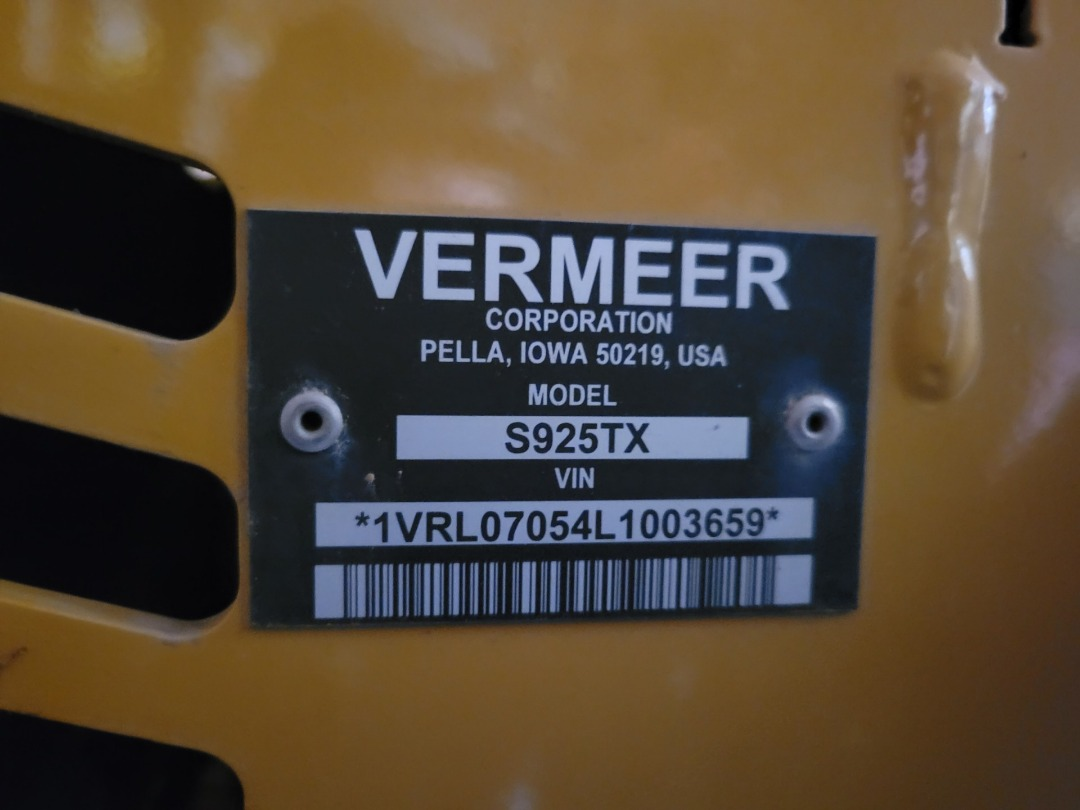 VERMEER
CORPORATION
PELLA, IOWA 50219, USA
MODEL
S925TX
VIN
*1VRL07054L1003659*